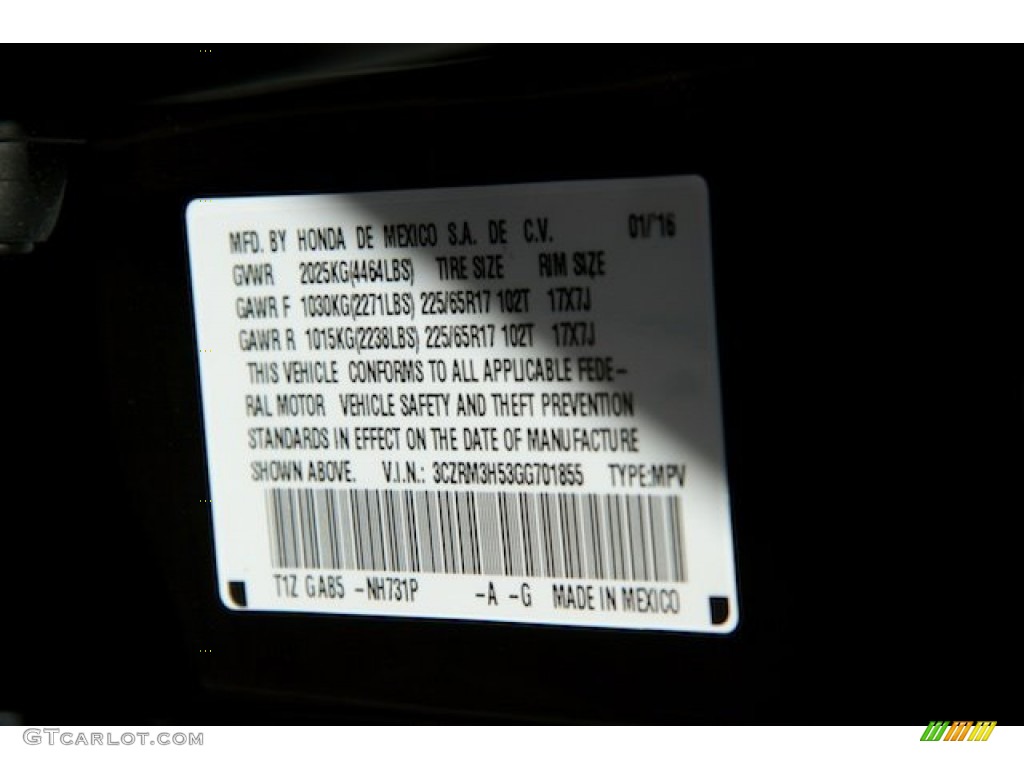 MFD. BY HONDA DE MEXICO S.A. DE C.V. 01/'16
GVWR 2025KG(4464LBS) TIRE SIZE RIM SIZE
GAWR F 1030KG(2271LBS) 225/65R17 102T 17X7J
GAWR R 1015KG(2238LBS) 225/65R17 102T 17X7J
THIS VEHICLE CONFORMS TO ALL APPLICABLE FEDE-
RAL MOTOR VEHICLE SAFETY AND THEFT PREVENTION
STANDARDS IN EFFECT ON THE DATE OF MANUFACTURE
SHOWN ABOVE. V.I.N.: 3CZRM3H53GG701855 TYPE:MPV
T1Z GA85 -NH731P -A -G MADE IN MEXICO
GTCARLOT.COM